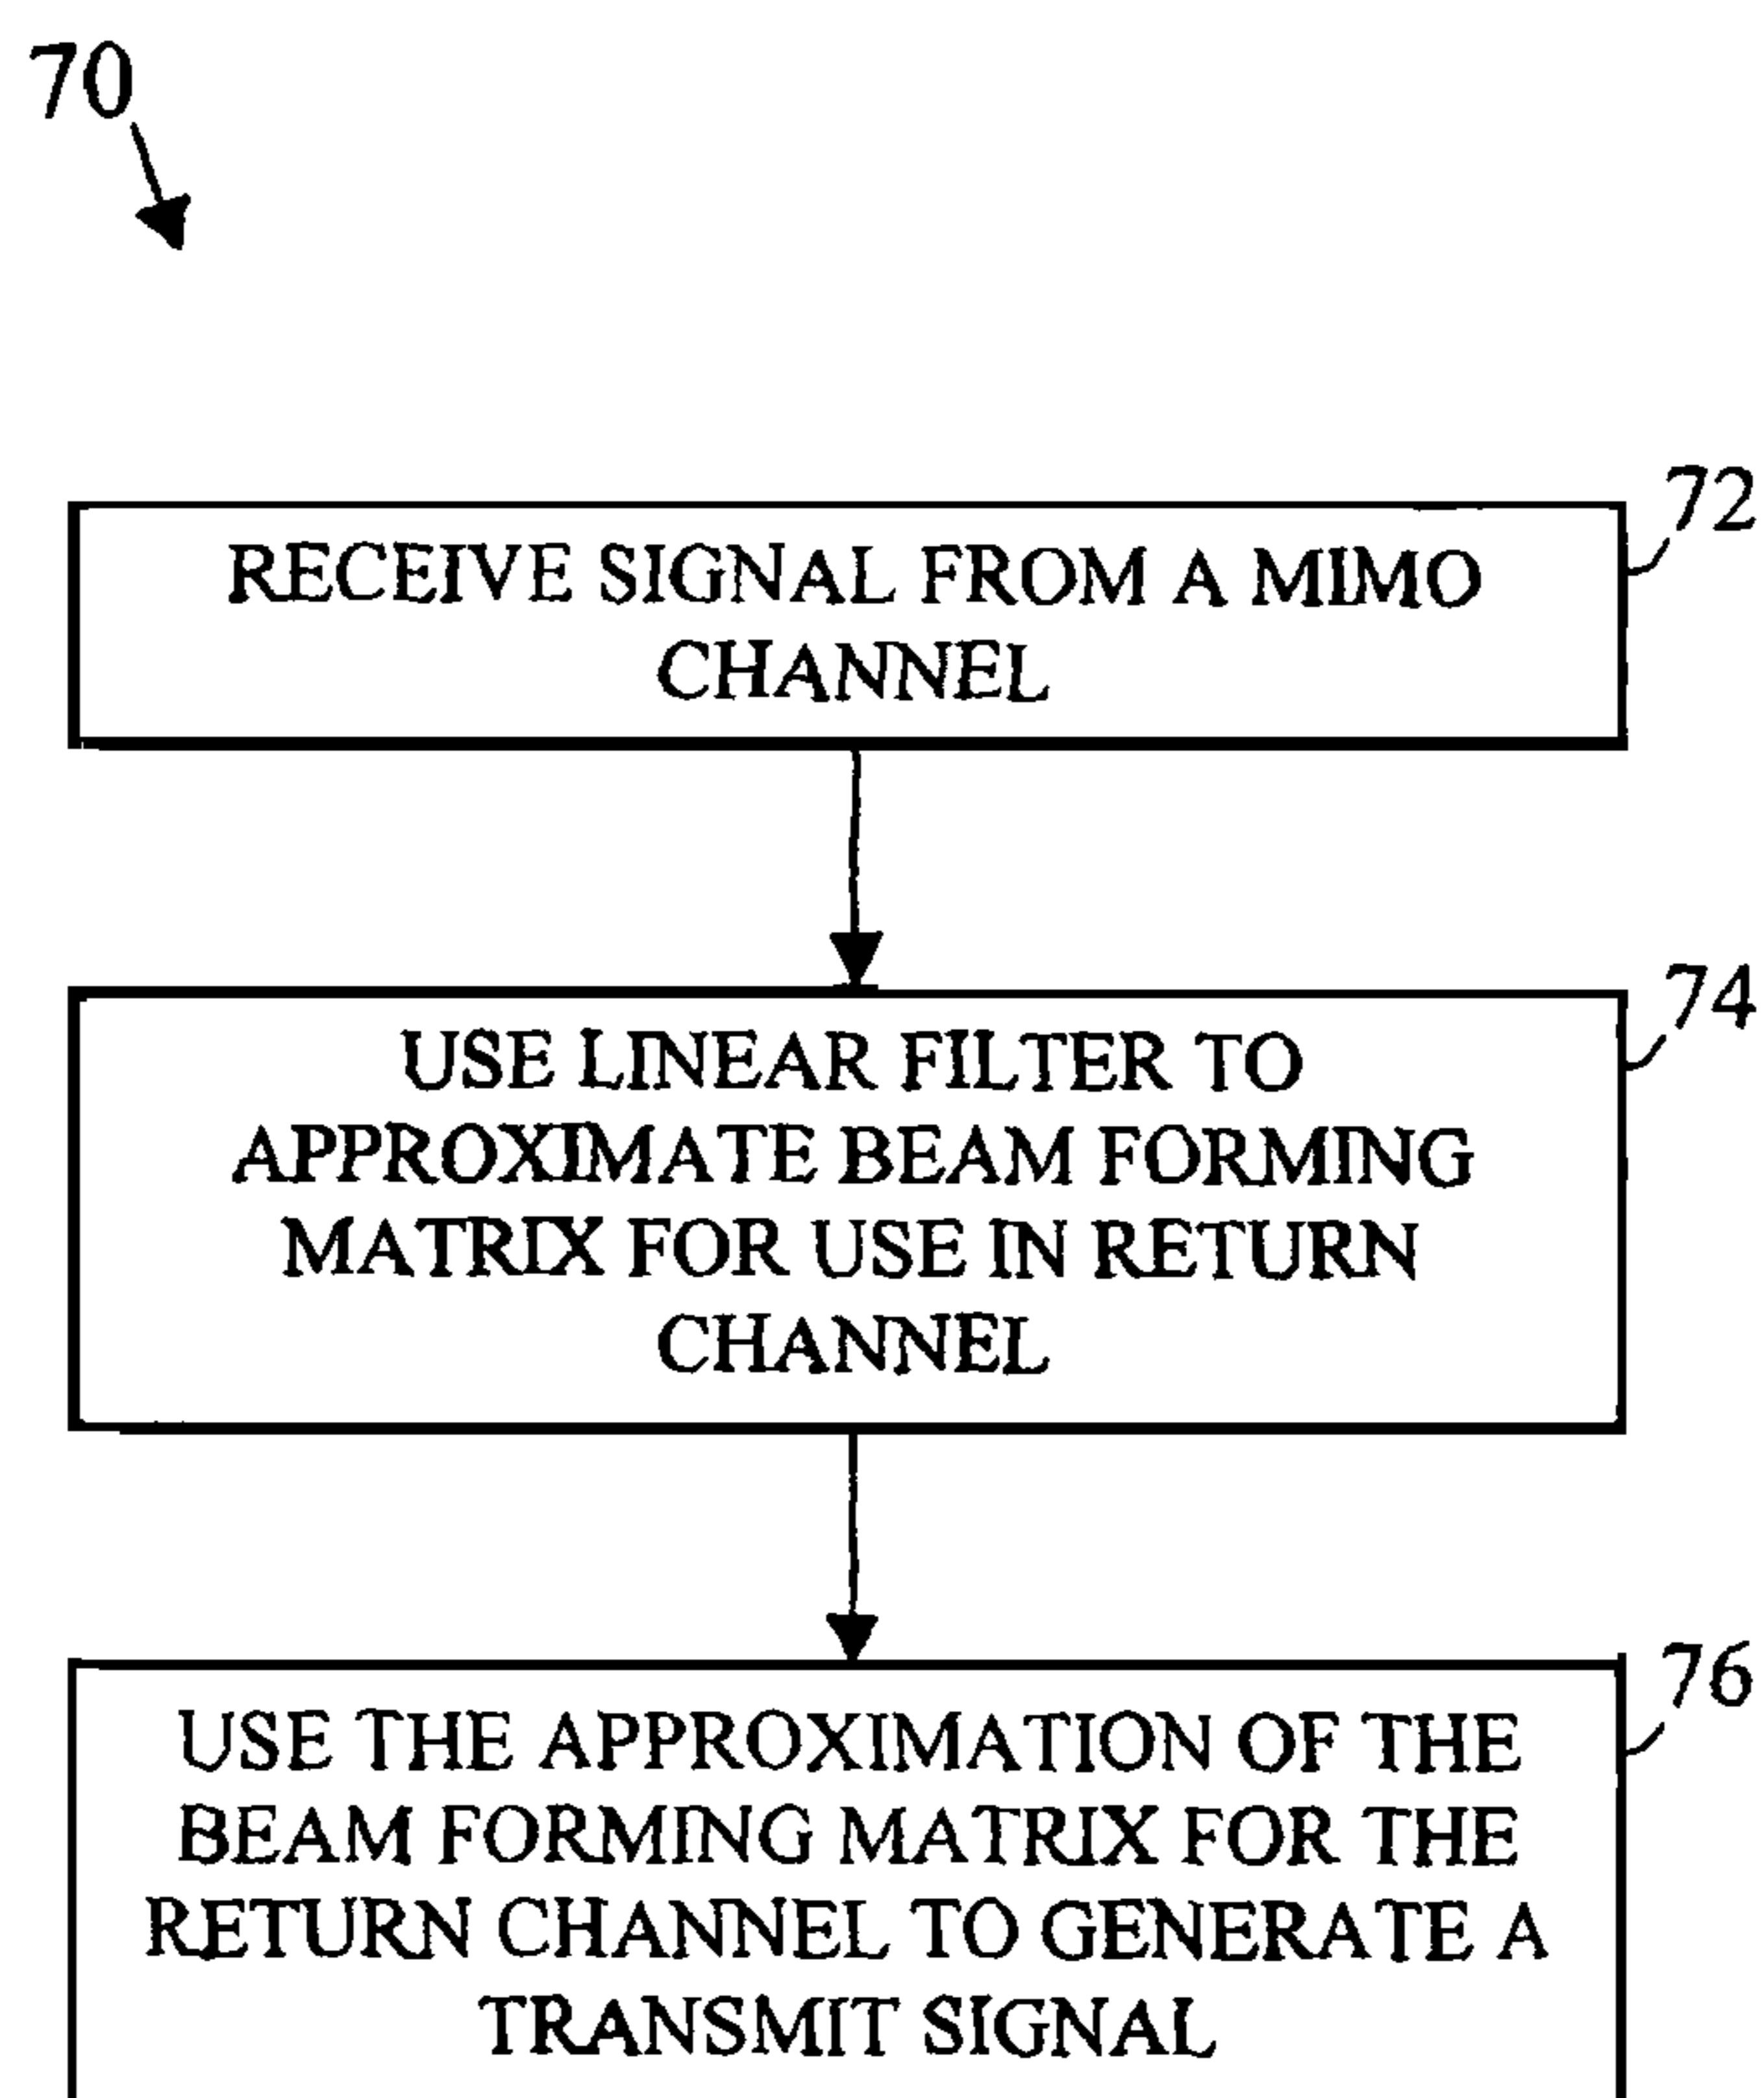 70
72
RECEIVE SIGNAL FROM A MIMO
CHANNEL
74
USE LINEAR FILTER TO
APPROXIMATE BEAM FORMING
MATRIX FOR USE IN RETURN
CHANNEL
76
USE THE APPROXIMATION OF THE
BEAM FORMING MATRIX FOR THE
RETURN CHANNEL TO GENERATE A
TRANSMIT SIGNAL